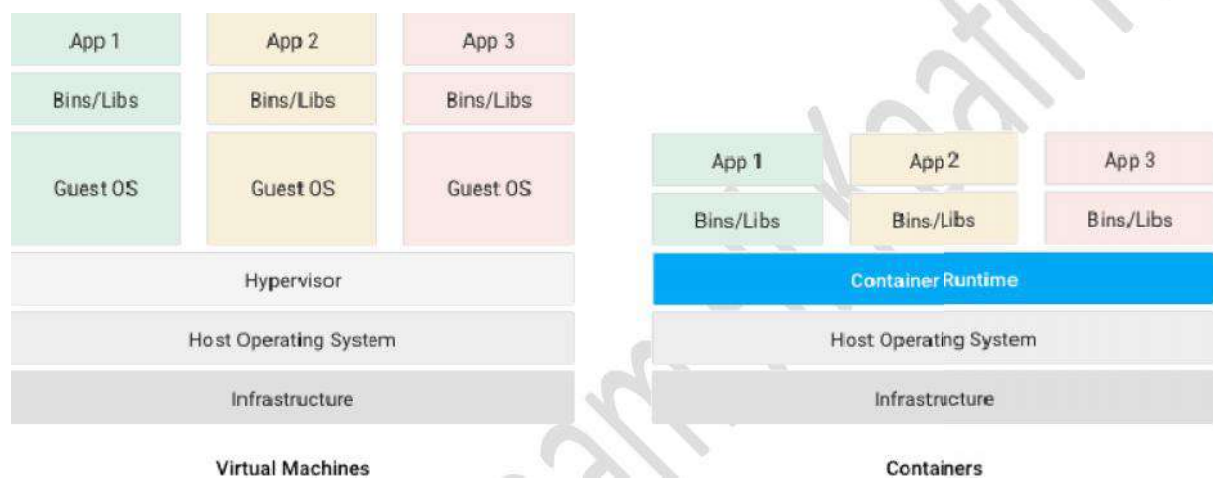 App 1 App 2 App 3
Bins/Libs Bins/Libs Bins/Libs
Guest OS Guest OS Guest OS
Hypervisor
Host Operating System
Infrastructure
Virtual Machines
App 1 App 2 App 3
Bins/Libs Bins/Libs Bins/Libs
Container Runtime
Host Operating System
Infrastructure
Containers